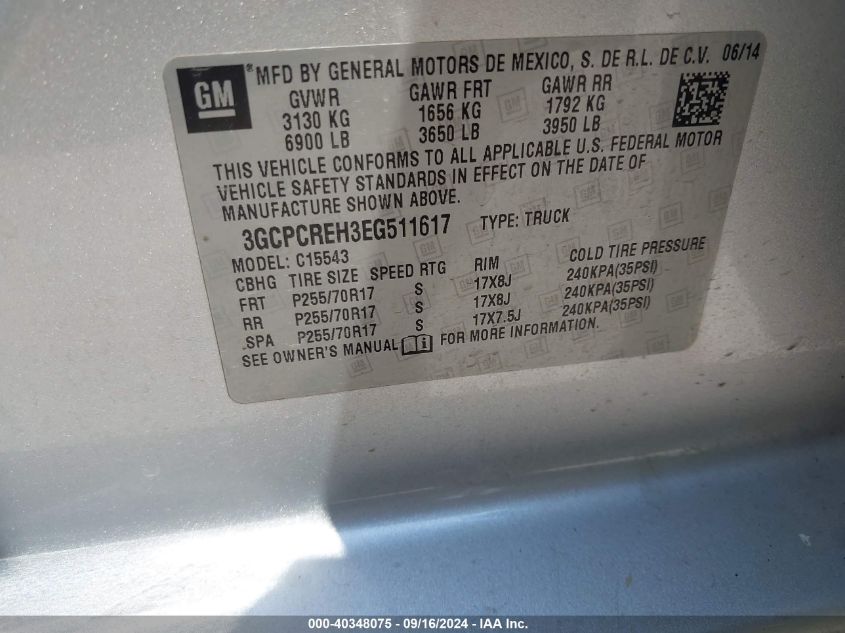 GM ®MFD BY GENERAL MOTORS DE MEXICO, S. DE R.L. DE C.V. 06/14
GVWR GAWR FRT GAWR RR
3130 KG 1656 KG 1792 KG
6900 LB 3650 LB 3950 LB
THIS VEHICLE CONFORMS TO ALL APPLICABLE U.S. FEDERAL MOTOR
VEHICLE SAFETY STANDARDS IN EFFECT ON THE DATE OF
MANUFACTURE SHOWN ABOVE.
3GCPCREH3EG511617 TYPE: TRUCK
MODEL: C15543
CBHG TIRE SIZE SPEED RTG RIM COLD TIRE PRESSURE
FRT P255/70R17 S 17X8J 240KPA(35PSI)
RR P255/70R17 S 17X8J 240KPA(35PSI)
SPA P255/70R17 S 17X7.5J 240KPA(35PSI)
SEE OWNER'S MANUAL FOR MORE INFORMATION.
000-40348075 - 09/16/2024 - IAA Inc.